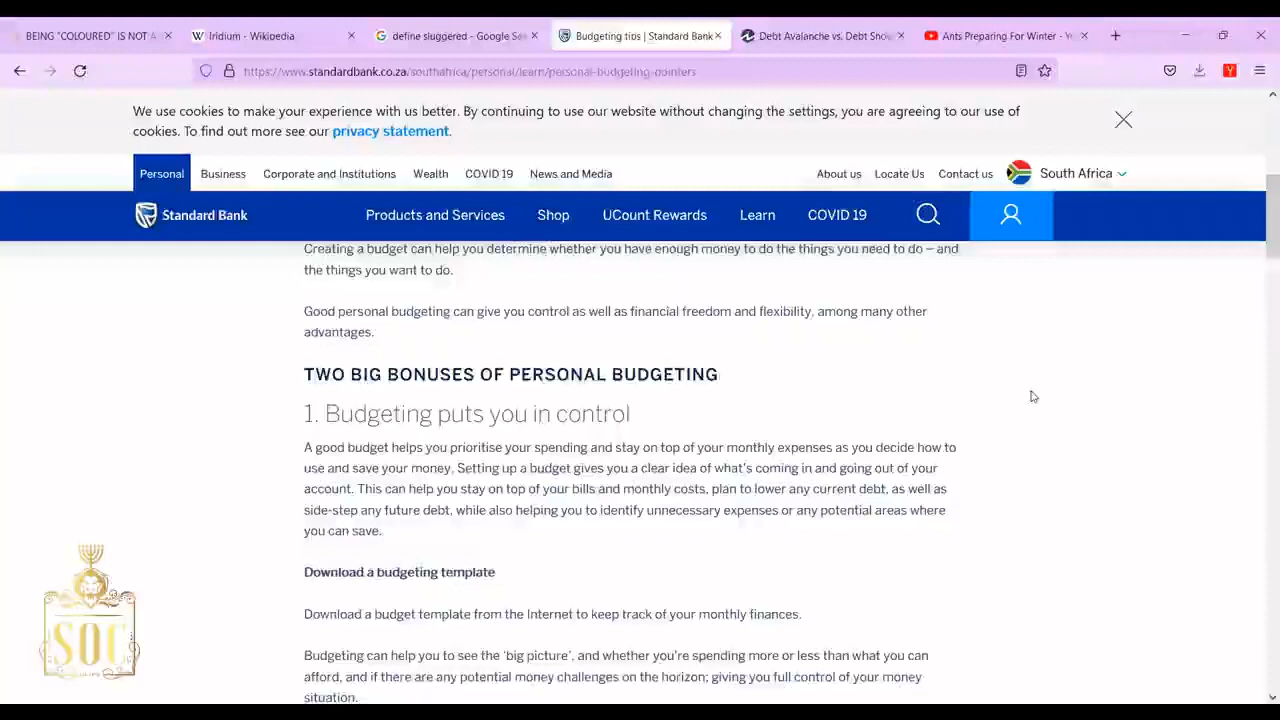 BEING "COLOURED" IS NOT A
Iridium - Wikipedia
define sluggered - Google Se
Budgeting tips | Standard Bank
Debt Avalanche vs. Debt Snow
Ants Preparing For Winter - Y
https://www.standardbank.co.za/southafrica/personal/learn/personal-budgeting-pointers
We use cookies to make your experience with us better. By continuing to use our website without changing the settings, you are agreeing to our use of
cookies. To find out more see our privacy statement.
Personal Business Corporate and Institutions Wealth COVID 19 News and Media About us Locate Us Contact us South Africa
Standard Bank Products and Services Shop UCount Rewards Learn COVID 19
Creating a budget can help you determine whether you have enough money to do the things you need to do – and
the things you want to do.
Good personal budgeting can give you control as well as financial freedom and flexibility, among many other
advantages.
TWO BIG BONUSES OF PERSONAL BUDGETING
1. Budgeting puts you in control
A good budget helps you prioritise your spending and stay on top of your monthly expenses as you decide how to
use and save your money. Setting up a budget gives you a clear idea of what's coming in and going out of your
account. This can help you stay on top of your bills and monthly costs, plan to lower any current debt, as well as
side-step any future debt, while also helping you to identify unnecessary expenses or any potential areas where
you can save.
Download a budgeting template
Download a budget template from the Internet to keep track of your monthly finances.
Budgeting can help you to see the 'big picture', and whether you're spending more or less than what you can
afford, and if there are any potential money challenges on the horizon; giving you full control of your money
situation.
SOC